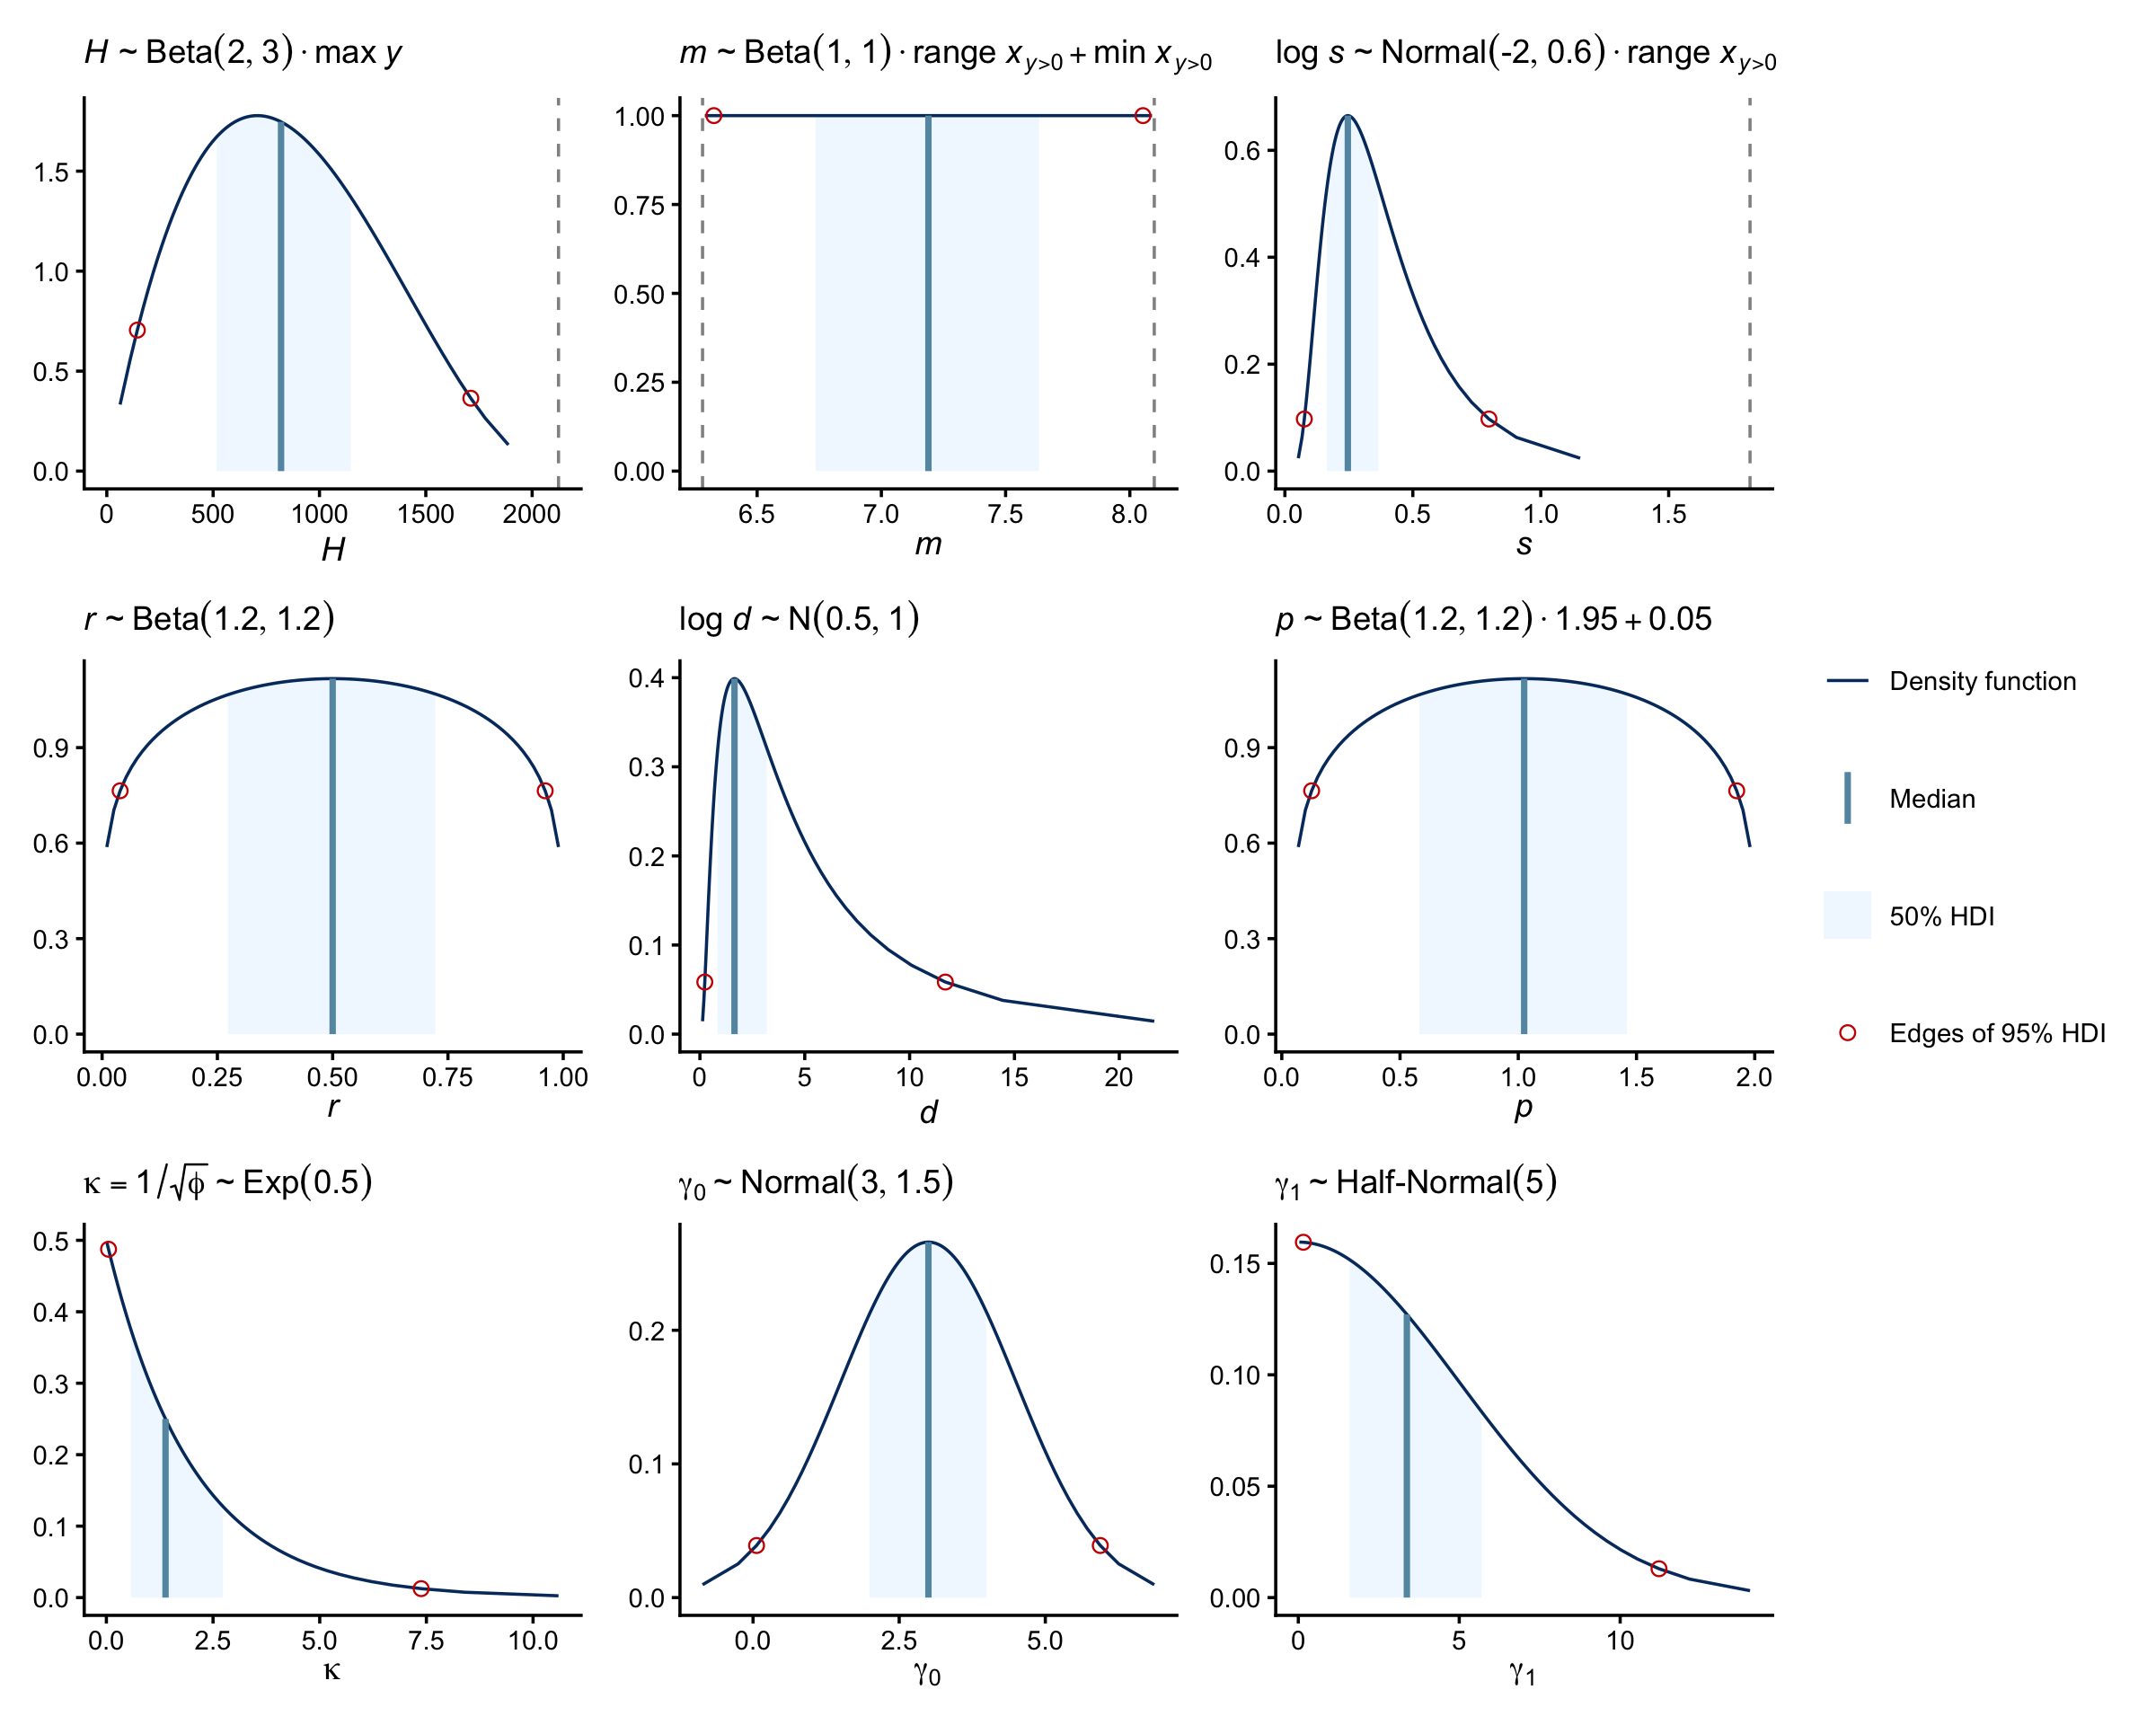 H ~ Beta(2, 3) · max y
1.5
1.0
0.5
0.0
0 500 1000 1500 2000
H
m ~ Beta(1, 1) · range x_y>0 + min x_y>0
1.00
0.75
0.50
0.25
0.00
6.5 7.0 7.5 8.0
m
log s ~ Normal(-2, 0.6) · range x_y>0
0.6
0.4
0.2
0.0
0.0 0.5 1.0 1.5
s
r ~ Beta(1.2, 1.2)
0.9
0.6
0.3
0.0
0.00 0.25 0.50 0.75 1.00
r
log d ~ N(0.5, 1)
0.4
0.3
0.2
0.1
0.0
0 5 10 15 20
d
p ~ Beta(1.2, 1.2) · 1.95 + 0.05
0.9
0.6
0.3
0.0
0.0 0.5 1.0 1.5 2.0
p
Density function
Median
50% HDI
Edges of 95% HDI
κ = 1/√ϕ ~ Exp(0.5)
0.5
0.4
0.3
0.2
0.1
0.0
0.0 2.5 5.0 7.5 10.0
κ
γ₀ ~ Normal(3, 1.5)
0.2
0.1
0.0
0.0 2.5 5.0
γ₀
γ₁ ~ Half-Normal(5)
0.15
0.10
0.05
0.00
0 5 10
γ₁